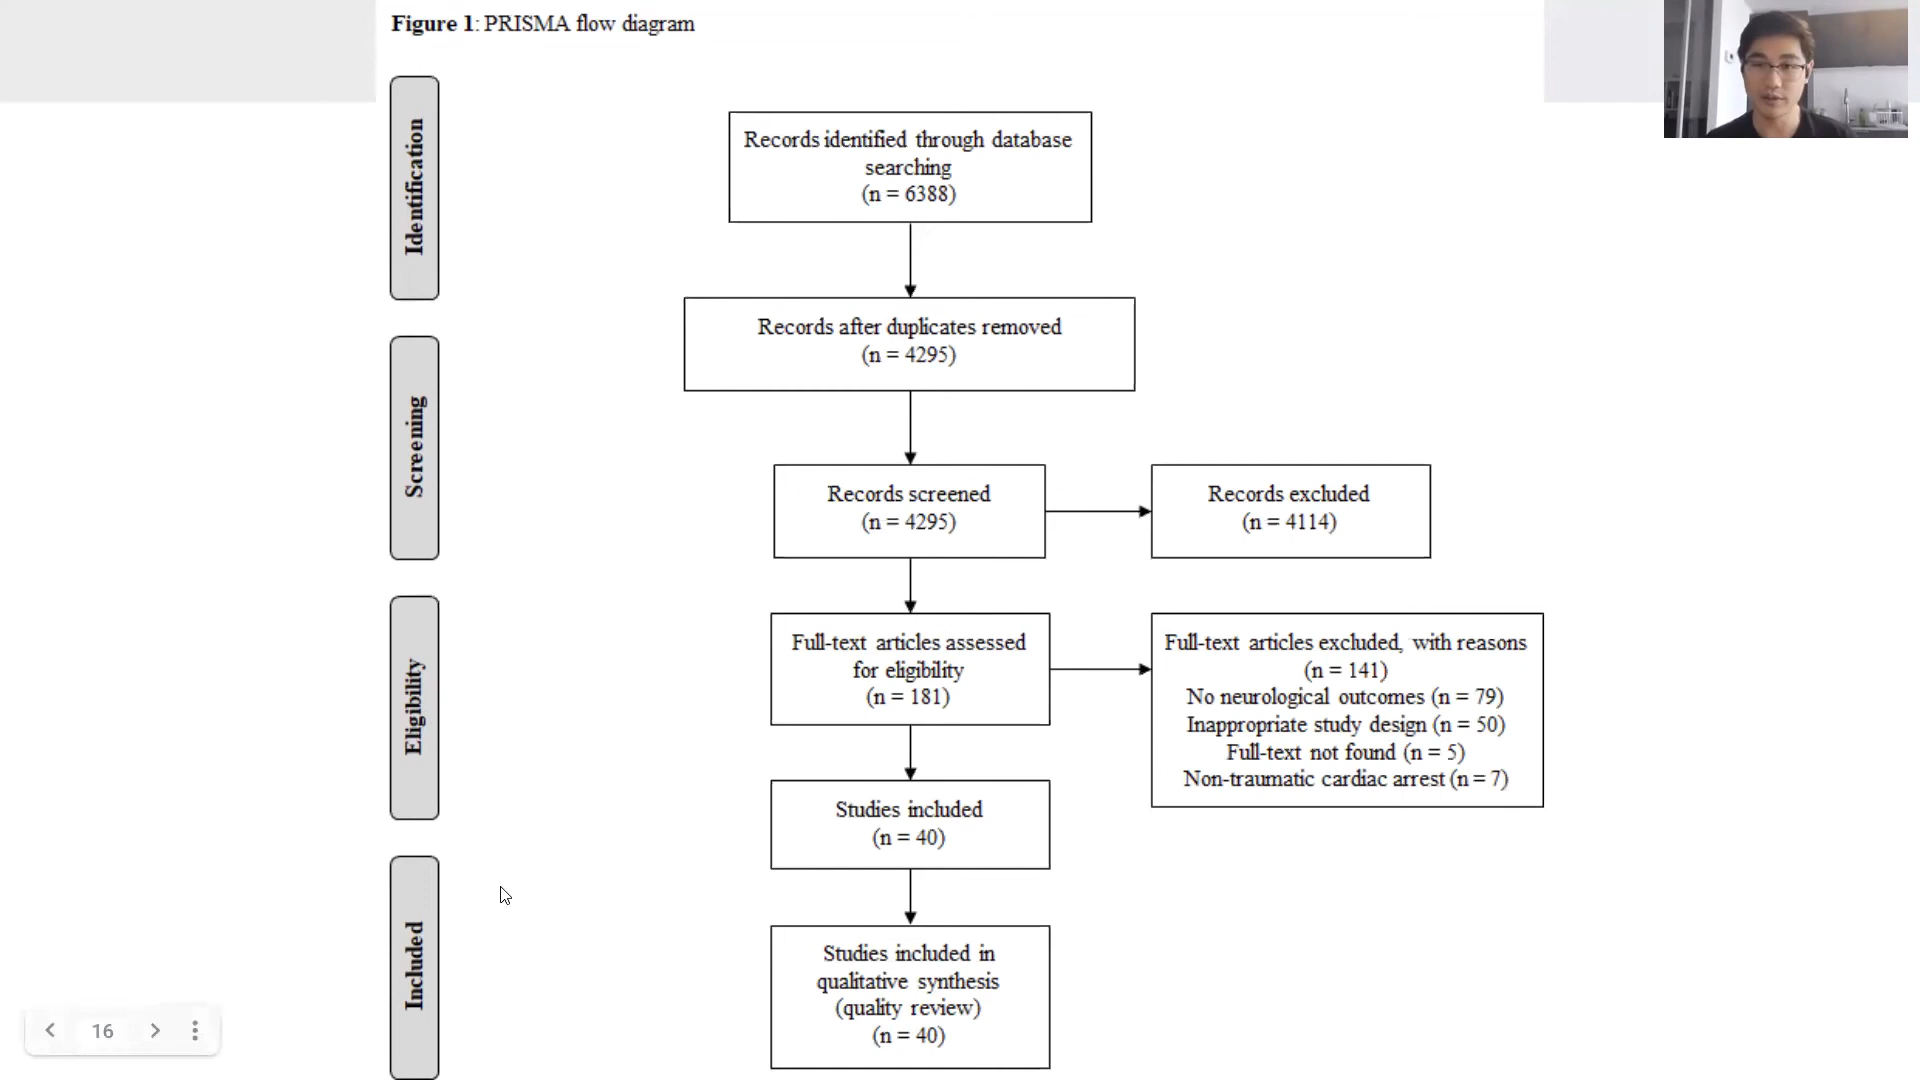 Figure 1: PRISMA flow diagram
Identification
Records identified through database
searching
(n = 6388)
Records after duplicates removed
(n = 4295)
Screening
Records screened
(n = 4295)
Records excluded
(n = 4114)
Eligibility
Full-text articles assessed
for eligibility
(n = 181)
Full-text articles excluded, with reasons
(n = 141)
No neurological outcomes (n = 79)
Inappropriate study design (n = 50)
Full-text not found (n = 5)
Non-traumatic cardiac arrest (n = 7)
Studies included
(n = 40)
Included
Studies included in
qualitative synthesis
(quality review)
(n = 40)
16